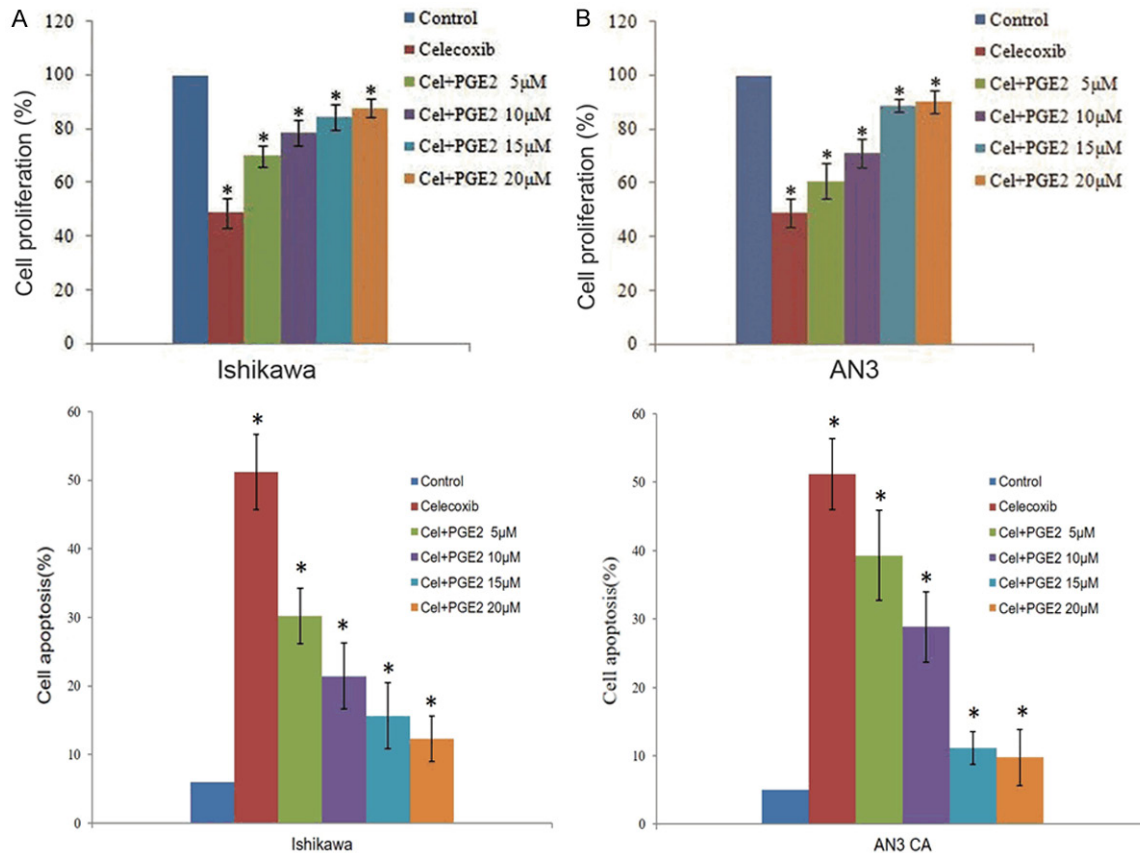 A
Cell proliferation (%)
120
100
80
60
40
20
0
*
*
*
*
*
Control
Celecoxib
Cel+PGE2 5µM
Cel+PGE2 10µM
Cel+PGE2 15µM
Cel+PGE2 20µM
Ishikawa
B
Cell proliferation (%)
120
100
80
60
40
20
0
*
*
*
*
*
Control
Celecoxib
Cel+PGE2 5µM
Cel+PGE2 10µM
Cel+PGE2 15µM
Cel+PGE2 20µM
AN3
Cell apoptosis(%)
60
50
40
30
20
10
0
*
*
*
*
*
Control
Celecoxib
Cel+PGE2 5µM
Cel+PGE2 10µM
Cel+PGE2 15µM
Cel+PGE2 20µM
Ishikawa
Cell apoptosis(%)
60
50
40
30
20
10
0
*
*
*
*
*
Control
Celecoxib
Cel+PGE2 5µM
Cel+PGE2 10µM
Cel+PGE2 15µM
Cel+PGE2 20µM
AN3 CA